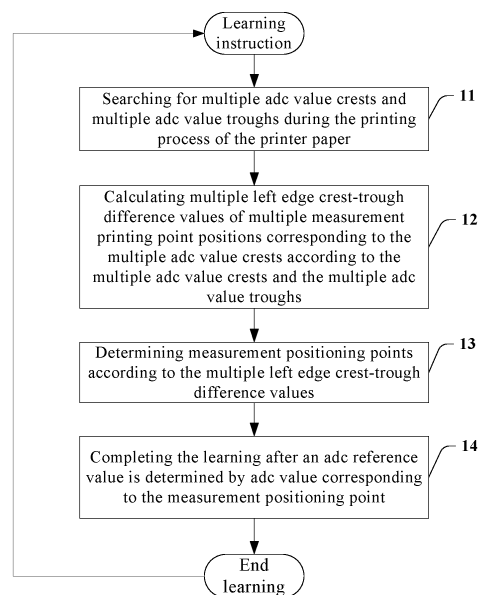 Learning
instruction
Searching for multiple adc value crests and
multiple adc value troughs during the printing
process of the printer paper
11
Calculating multiple left edge crest-trough
difference values of multiple measurement
printing point positions corresponding to the
multiple adc value crests according to the
multiple adc value crests and the multiple adc
value troughs
12
Determining measurement positioning points
according to the multiple left edge crest-trough
difference values
13
Completing the learning after an adc reference
value is determined by adc value corresponding
to the measurement positioning point
14
End
learning